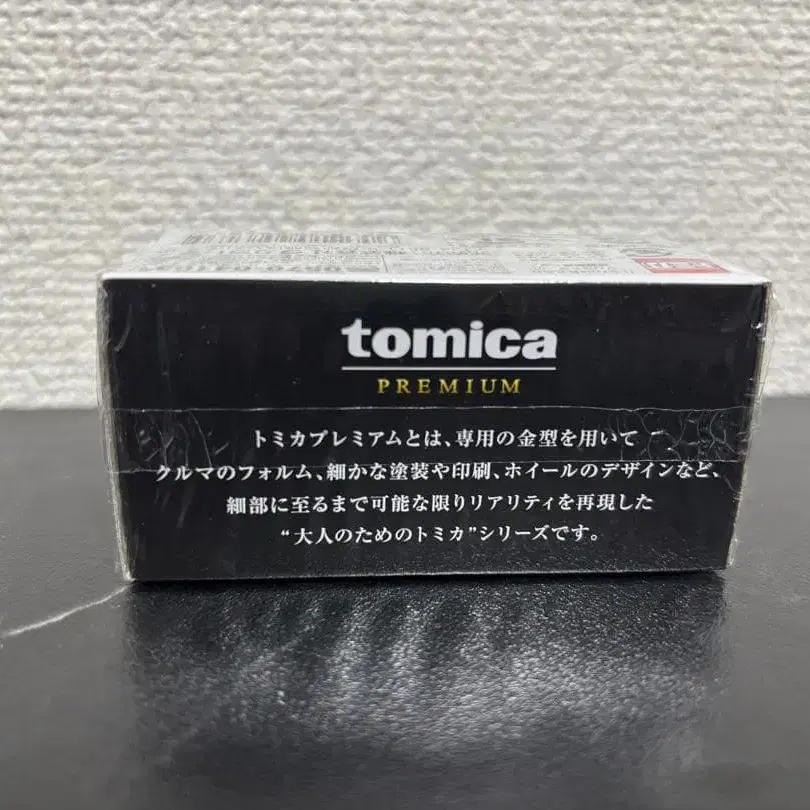 tomica
PREMIUM
トミカプレミアムとは、専用の金型を用いて
クルマのフォルム、細かな塗装や印刷、ホイールのデザインなど、
細部に至るまで可能な限りリアリティを再現した
“大人のためのトミカ”シリーズです。